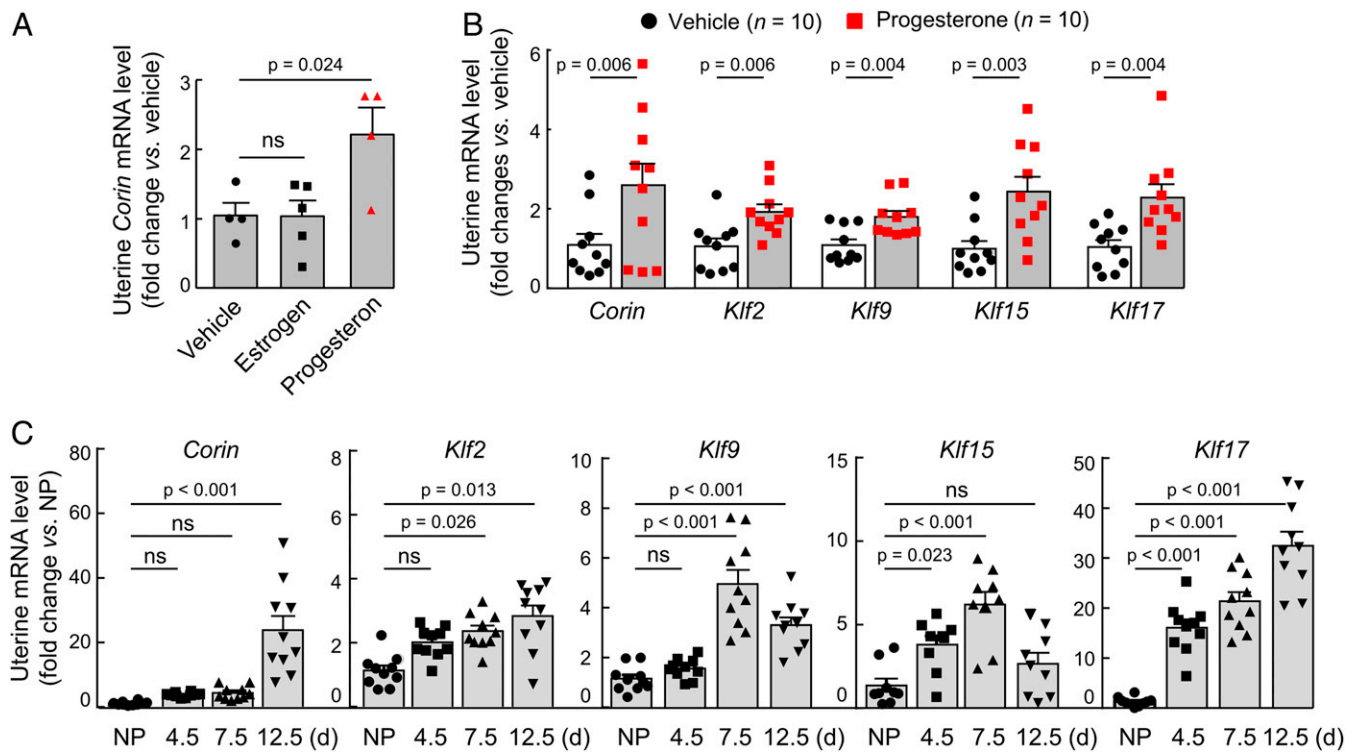 A
Uterine Corin mRNA level
(fold change vs. vehicle)
3
2
1
0
p = 0.024
ns
Vehicle
Estrogen
Progesteron
B
Vehicle (n = 10)
Progesterone (n = 10)
Uterine mRNA level
(fold changes vs. vehicle)
6
4
2
0
p = 0.006
p = 0.006
p = 0.004
p = 0.003
p = 0.004
Corin
Klf2
Klf9
Klf15
Klf17
C
Uterine mRNA level
(fold change vs. NP)
Corin
80
60
40
20
0
p < 0.001
ns
ns
NP 4.5 7.5 12.5 (d)
Klf2
8
6
4
2
0
p = 0.013
p = 0.026
ns
NP 4.5 7.5 12.5 (d)
Klf9
10
8
6
4
2
0
p < 0.001
p < 0.001
ns
NP 4.5 7.5 12.5 (d)
Klf15
15
10
5
0
ns
p < 0.001
p = 0.023
NP 4.5 7.5 12.5 (d)
Klf17
50
40
30
20
10
0
p < 0.001
p < 0.001
p < 0.001
NP 4.5 7.5 12.5 (d)